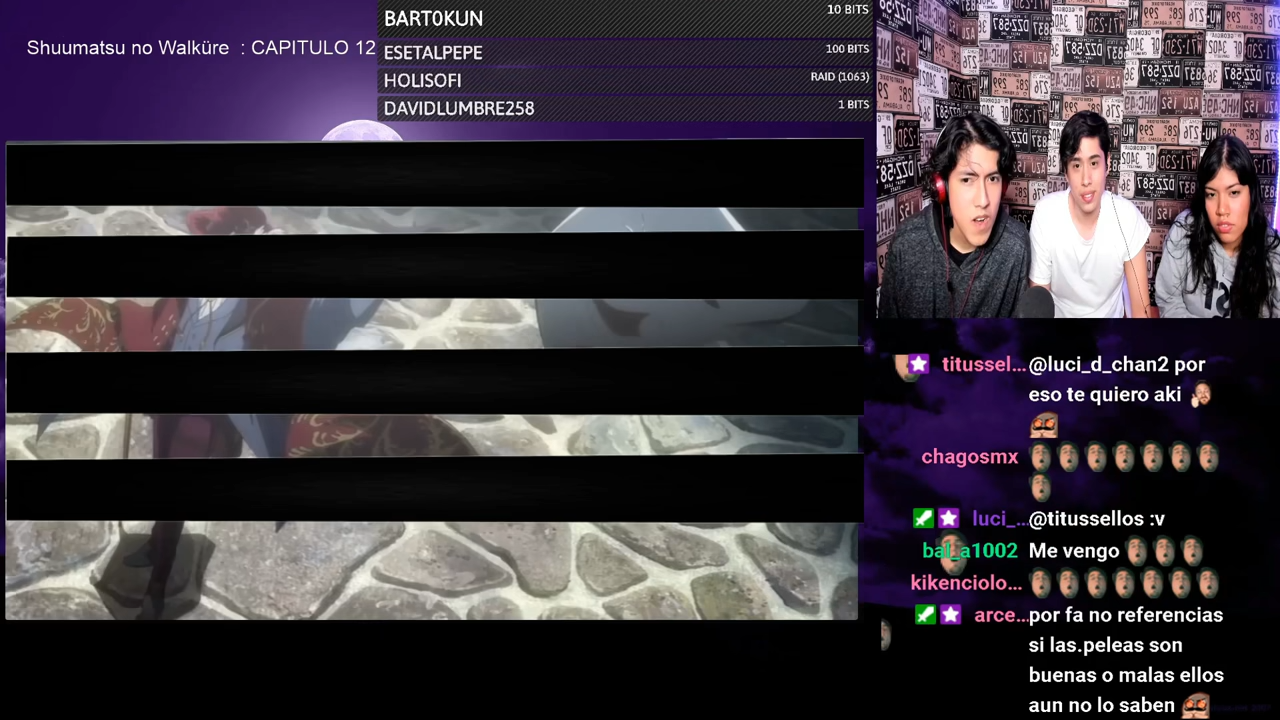 BARTOKUN
10 BITS
Shuumatsu no Walküre : CAPITULO 12
ESETALPEPE
100 BITS
HOLISOFI
RAID (1063)
DAVIDLUMBRE258
1 BITS
titussel... @luci_d_chan2 por
eso te quiero aki
chagosmx
luci_... @titussellos :v
bal_a1002 Me vengo
kikenciolo...
arce... por fa no referencias
si las.peleas son
buenas o malas ellos
aun no lo saben